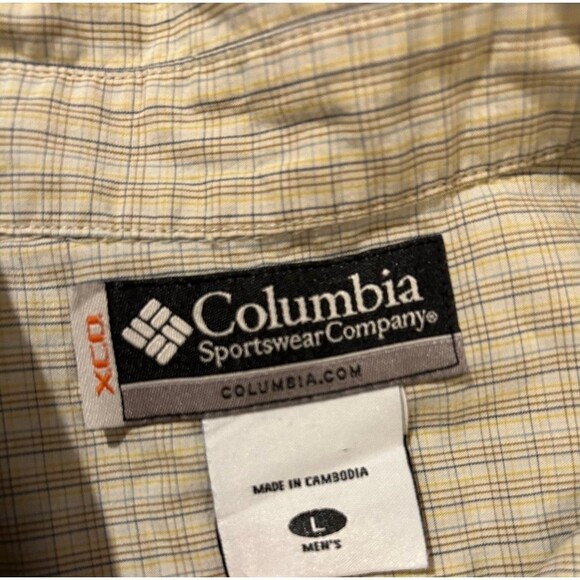 Columbia
Sportswear Company®
COLUMBIA.COM
XCO.
MADE IN CAMBODIA
L
MEN'S